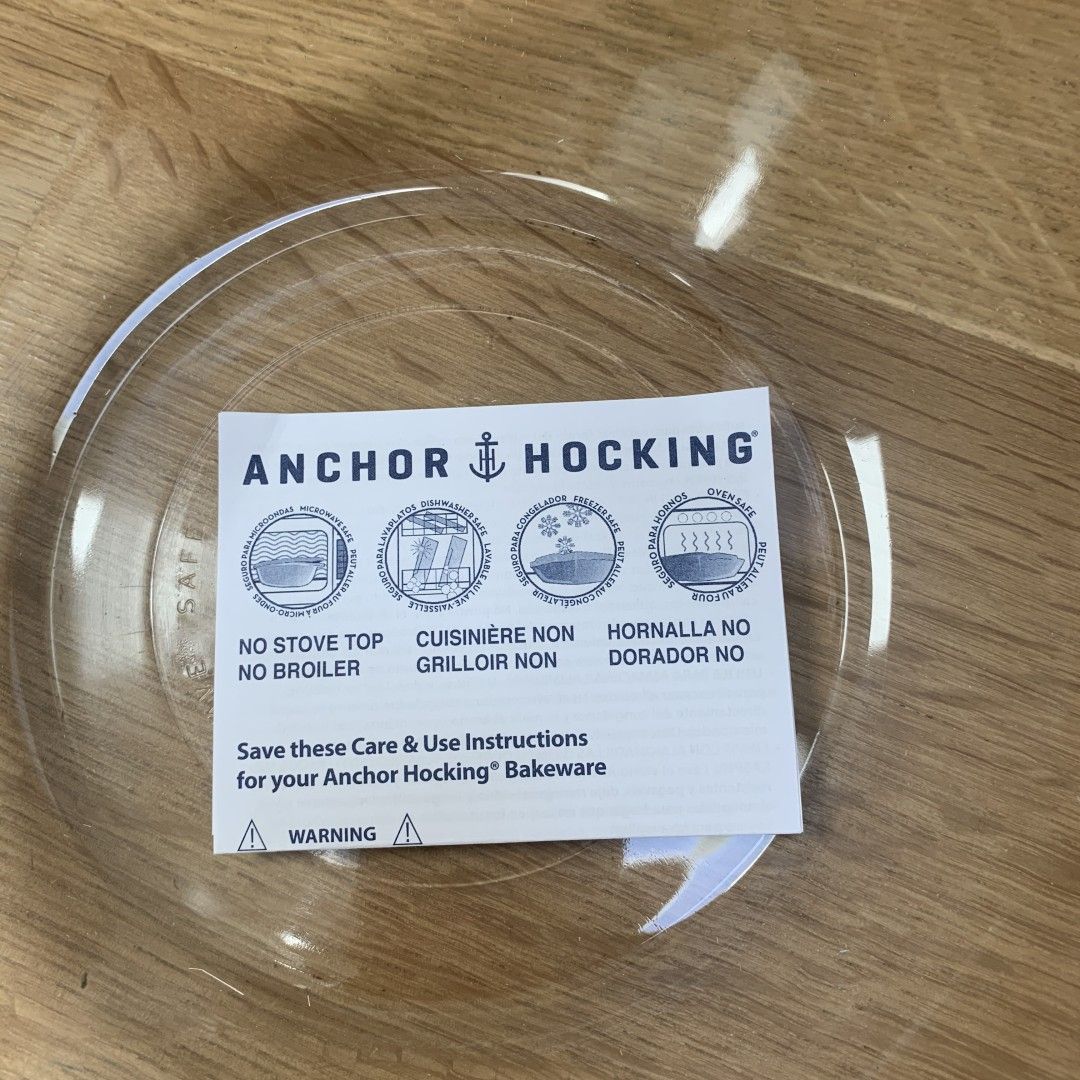 ANCHOR HOCKING®
SEGURO PARA MICROONDAS MICROWAVE SAFE PEUT ALLER AU FOUR À MICRO-ONDES
SEGURO PARA LAVAPLATOS DISHWASHER SAFE LAVABLE AU LAVE-VAISSELLE
SEGURO PARA CONGELADOR FREEZER SAFE PEUT ALLER AU CONGÉLATEUR
SEGURO PARA HORNOS OVEN SAFE PEUT ALLER AU FOUR
NO STOVE TOP CUISINIÈRE NON HORNALLA NO
NO BROILER GRILLOIR NON DORADOR NO
Save these Care & Use Instructions
for your Anchor Hocking® Bakeware
WARNING
SAFE